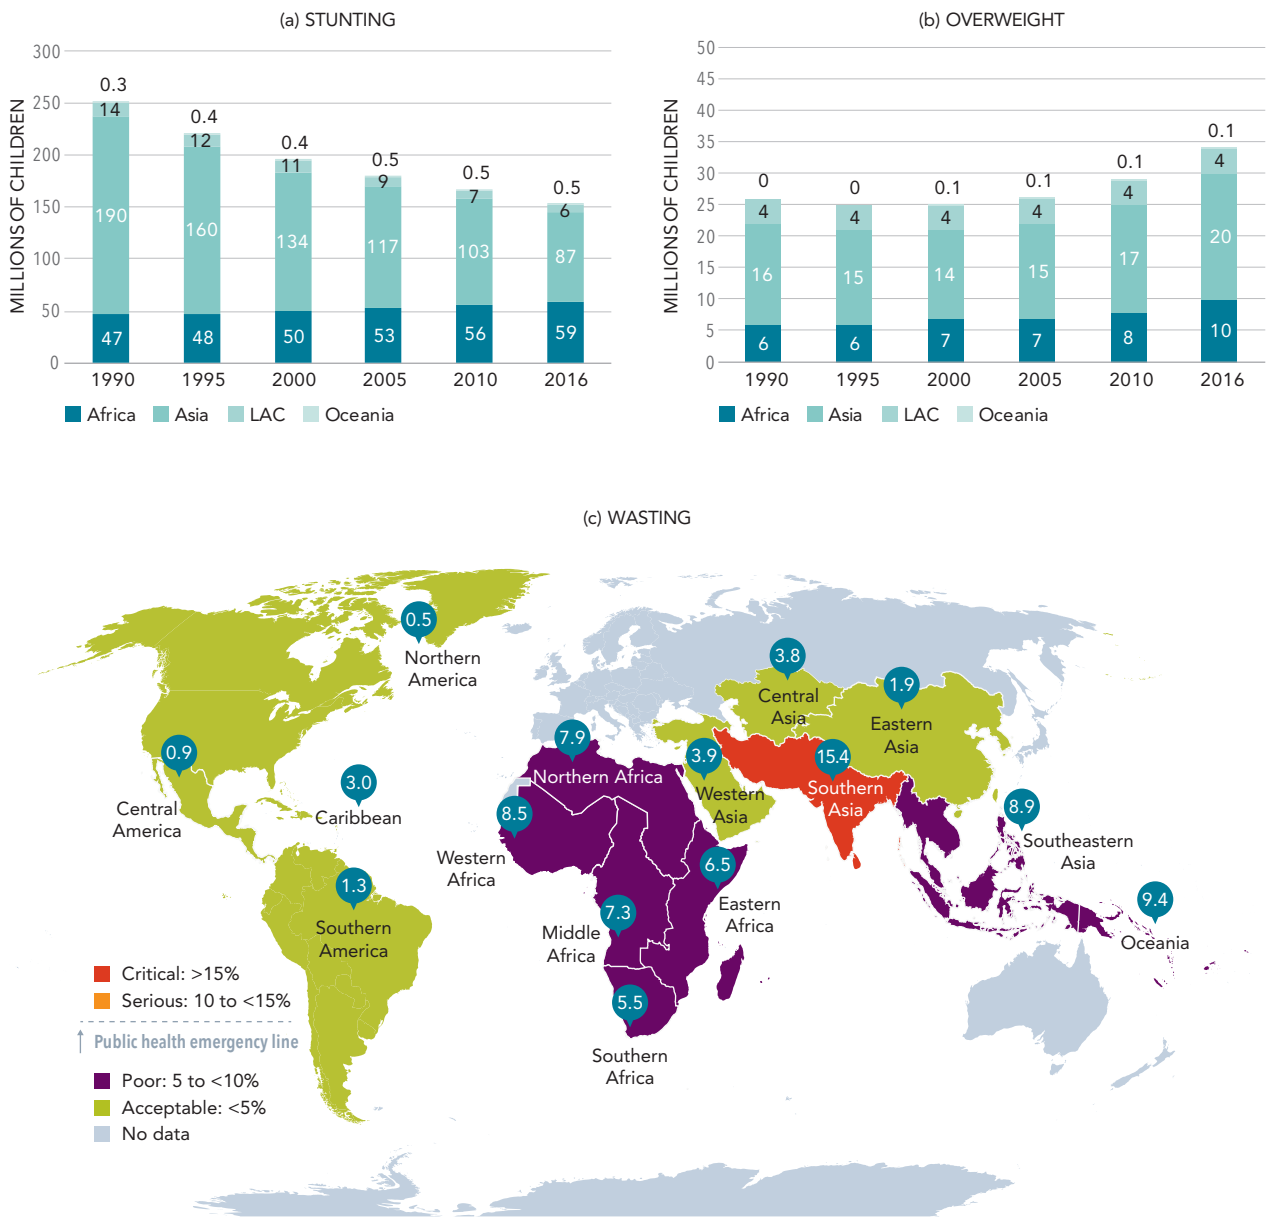 (a) STUNTING
MILLIONS OF CHILDREN
300
250
200
150
100
50
0
0.3
14
190
47
0.4
12
160
48
0.4
11
134
50
0.5
9
117
53
0.5
7
103
56
0.5
6
87
59
1990 1995 2000 2005 2010 2016
Africa Asia LAC Oceania
(b) OVERWEIGHT
MILLIONS OF CHILDREN
50
45
40
35
30
25
20
15
10
5
0
0
4
16
6
0
4
15
6
0.1
4
14
7
0.1
4
15
7
0.1
4
17
8
0.1
4
20
10
1990 1995 2000 2005 2010 2016
Africa Asia LAC Oceania
(c) WASTING
0.5
Northern
America
3.8
Central
Asia
1.9
Eastern
Asia
0.9
Central
America
3.0
Caribbean
7.9
Northern Africa
3.9
Western
Asia
15.4
Southern
Asia
8.5
Western
Africa
8.9
Southeastern
Asia
6.5
Eastern
Africa
1.3
Southern
America
7.3
Middle
Africa
9.4
Oceania
5.5
Southern
Africa
Critical: >15%
Serious: 10 to <15%
Public health emergency line
Poor: 5 to <10%
Acceptable: <5%
No data